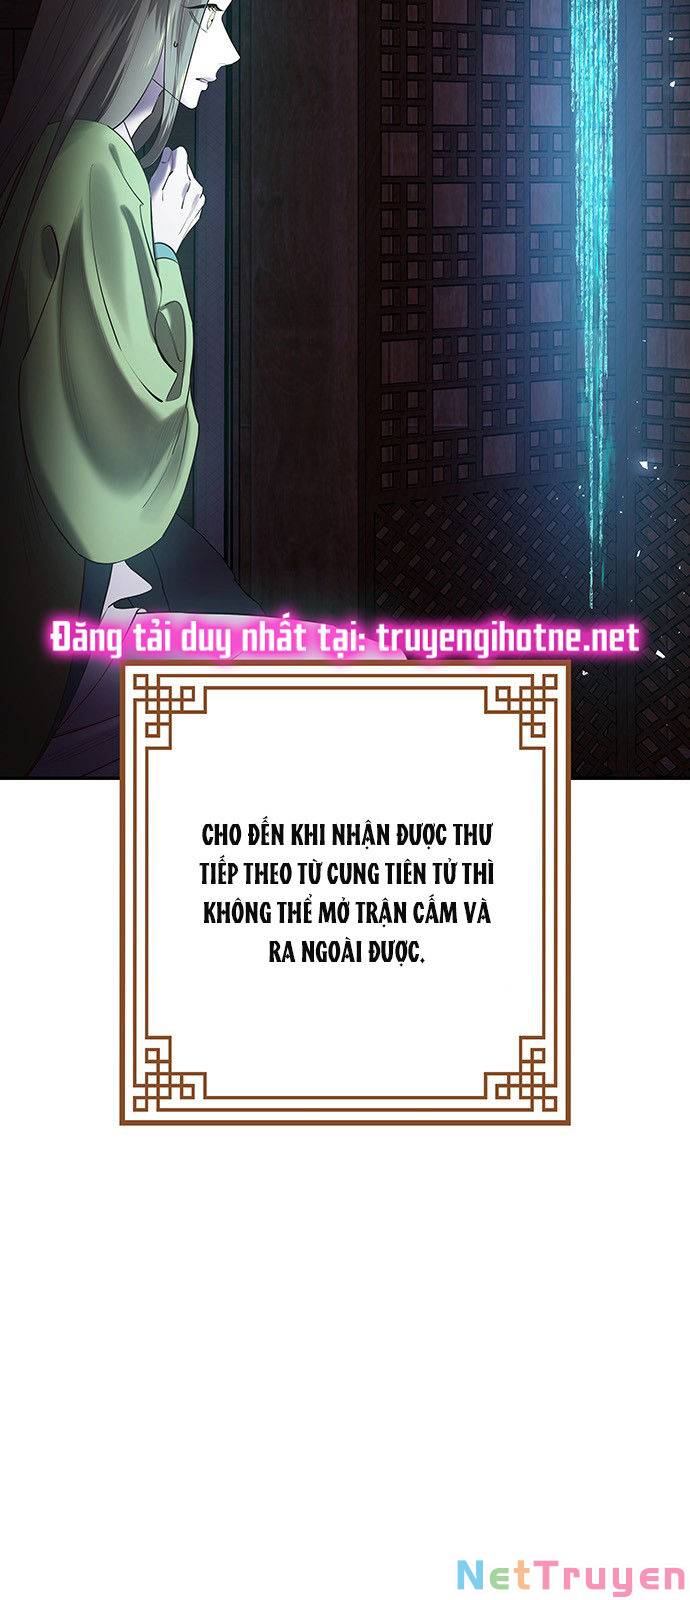 Đăng tải duy nhất tại: truyengihotne.net
CHO ĐẾN KHI NHẬN ĐƯỢC THƯ
TIẾP THEO TỪ CUNG TIÊN TỬ THÌ
KHÔNG THỂ MỞ TRẬN CẤM VÀ
RA NGOÀI ĐƯỢC.
NetTruyen